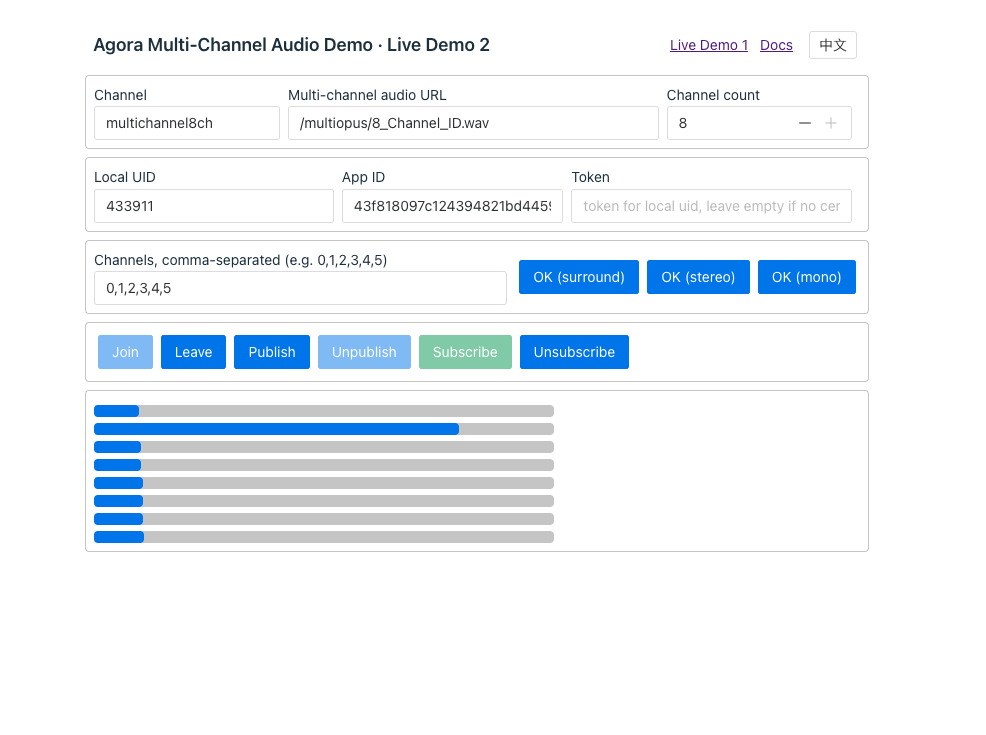 Agora Multi-Channel Audio Demo · Live Demo 2
Live Demo 1 Docs 中文
Channel Multi-channel audio URL Channel count
multichannel8ch /multiopus/8_Channel_ID.wav 8
Local UID App ID Token
433911 43f818097c124394821bd4459 token for local uid, leave empty if no cer
Channels, comma-separated (e.g. 0,1,2,3,4,5)
0,1,2,3,4,5 OK (surround) OK (stereo) OK (mono)
Join Leave Publish Unpublish Subscribe Unsubscribe